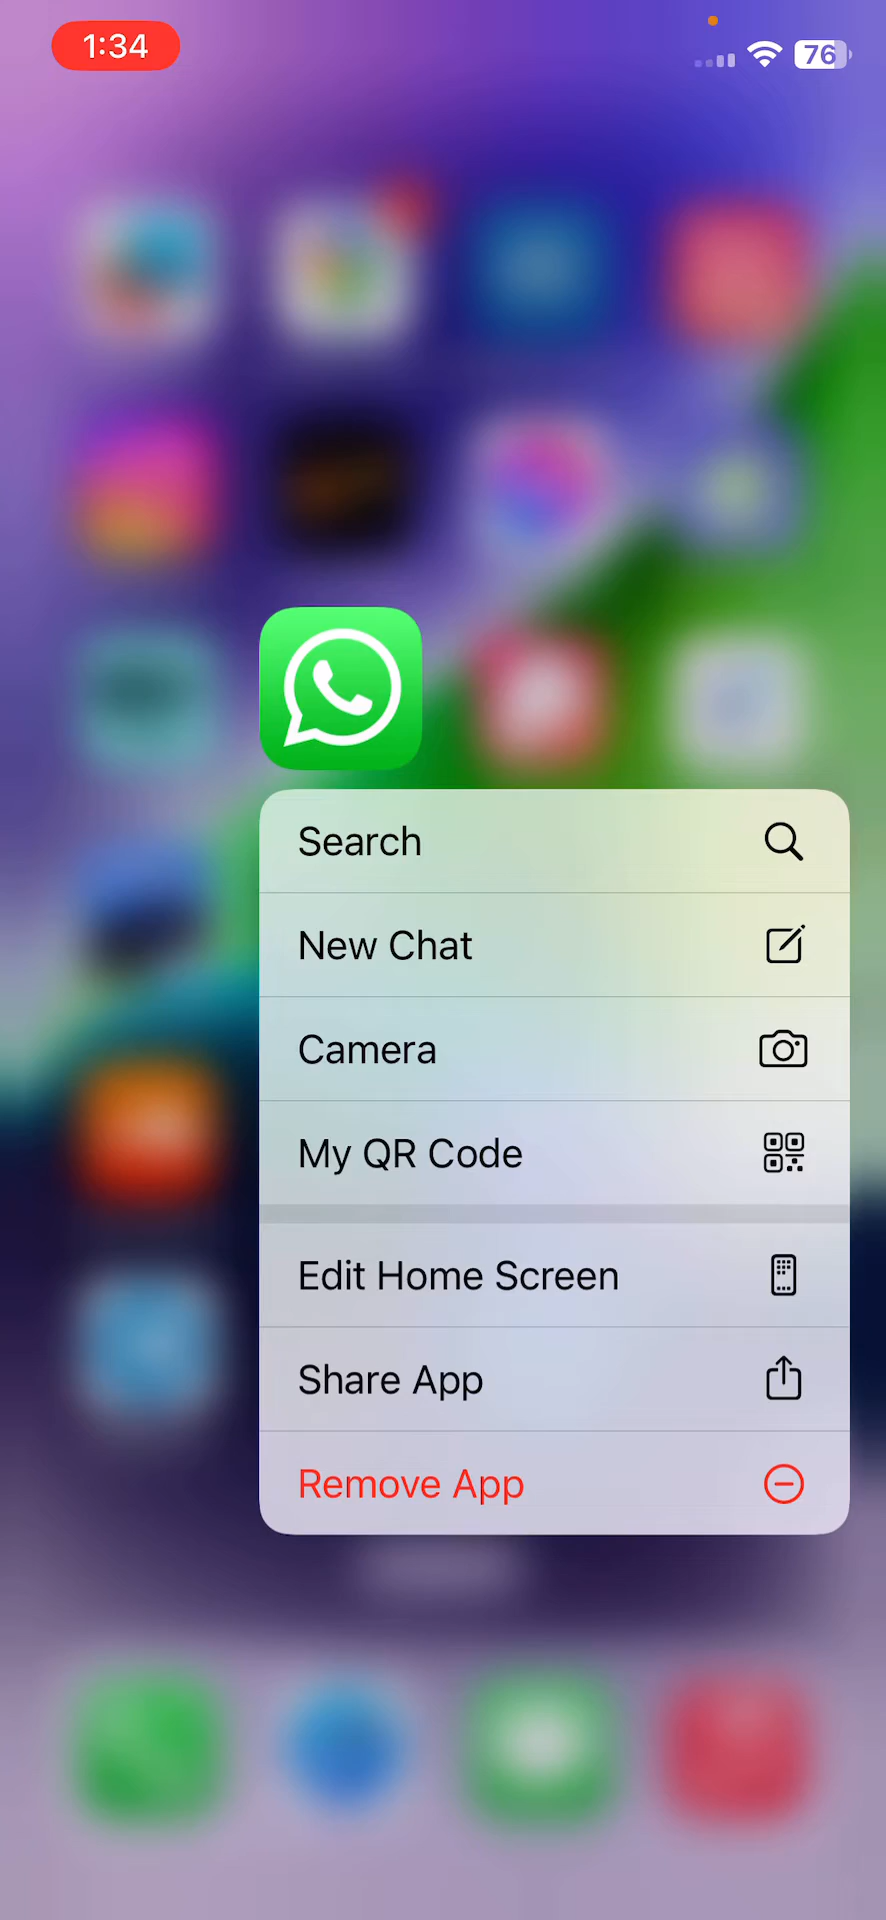 1:34
76
Search
New Chat
Camera
My QR Code
Edit Home Screen
Share App
Remove App